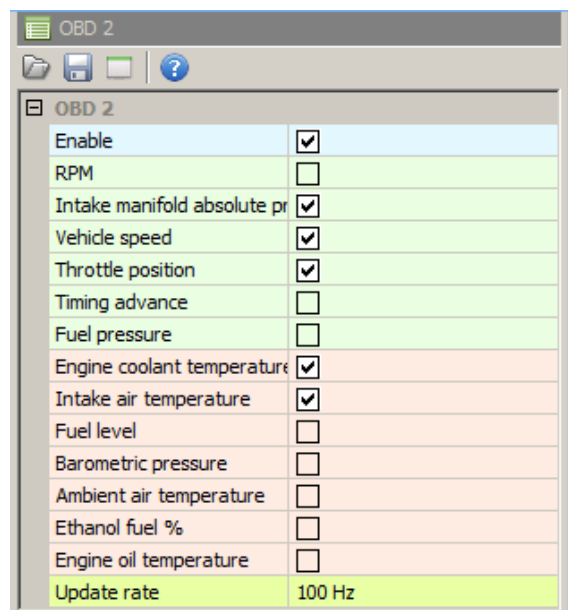 OBD 2
OBD 2
Enable
RPM
Intake manifold absolute pr
Vehicle speed
Throttle position
Timing advance
Fuel pressure
Engine coolant temperature
Intake air temperature
Fuel level
Barometric pressure
Ambient air temperature
Ethanol fuel %
Engine oil temperature
Update rate 100 Hz